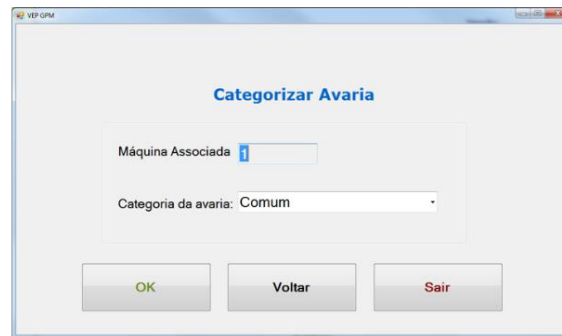 VEP GPM
Categorizar Avaria
Máquina Associada 1
Categoria da avaria: Comum
OK Voltar Sair